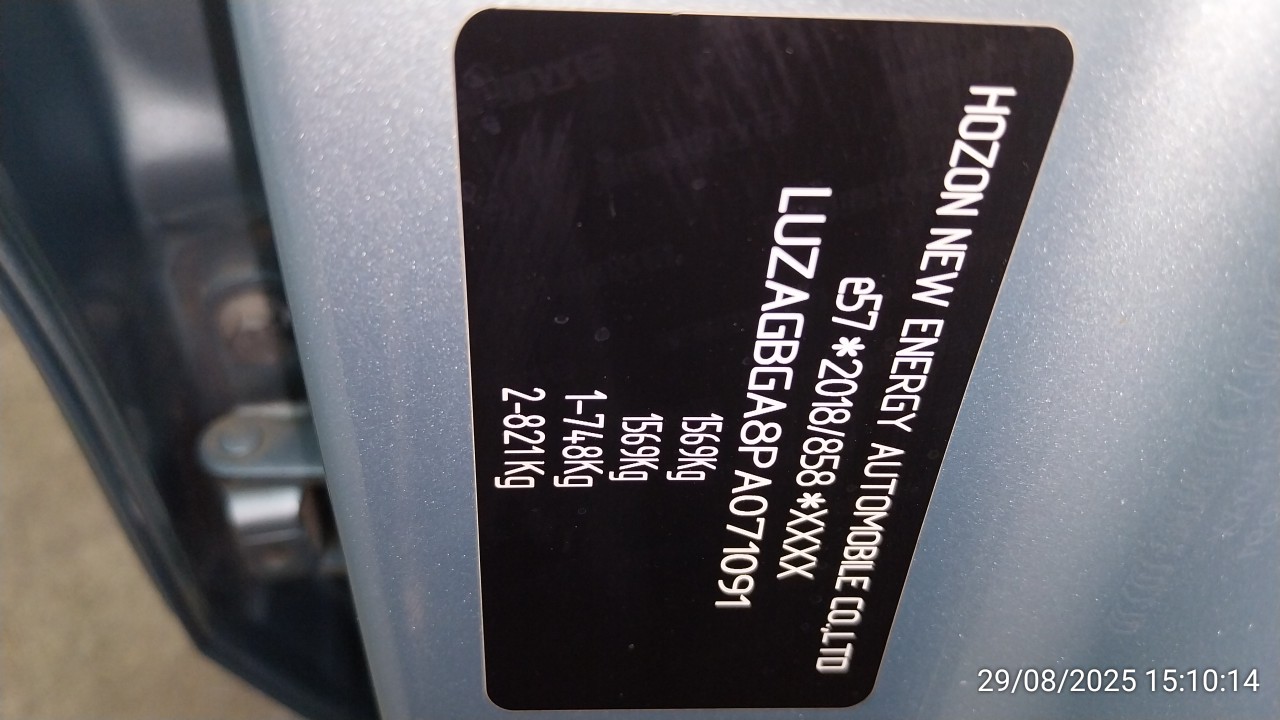 HOZON NEW ENERGY AUTOMOBILE CO.,LTD
e57*2018/858*XXXX
LUZAGBGA8PA071091
1569Kg
1569Kg
1-748Kg
2-821Kg
29/08/2025 15:10:14